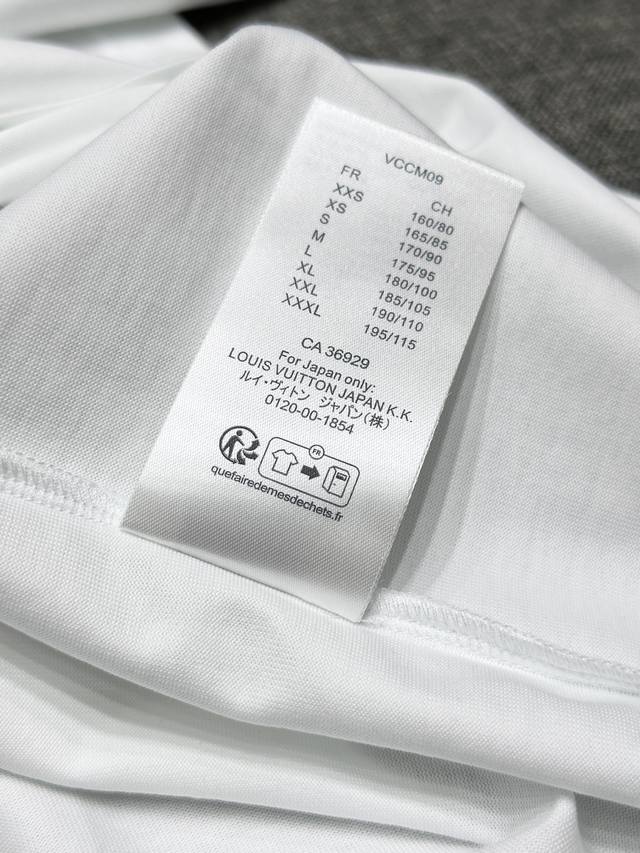 VCCM09
FR CH
XXS 160/80
XS 165/85
S 170/90
M 175/95
L 180/100
XL 185/105
XXL 190/110
XXXL 195/115
CA 36929
For Japan only:
LOUIS VUITTON JAPAN K.K.
ルイ・ヴィトン ジャパン(株)
0120-00-1854
FR
quefairedemesdechets.fr